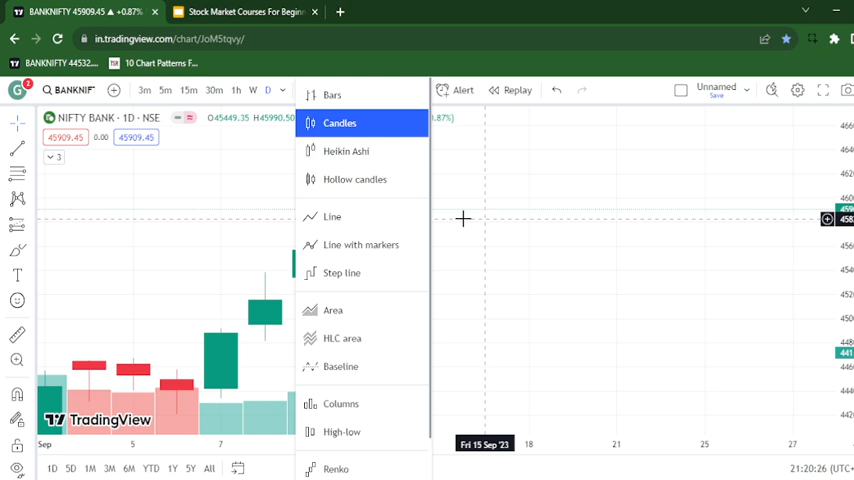 BANKNIFTY 45909.45 ▲ +0.87%
Stock Market Courses For Beginn
in.tradingview.com/chart/JoM5tqvy/
BANKNIFTY 44532.
10 Chart Patterns F
G 2 BANKNIF 3m 5m 15m 30m 1h W D Alert Replay Unnamed
Save
Bars
NIFTY BANK · 1D · NSE O45449.35 H45990.50 0.87%)
45909.45 0.00 45909.45
Candles
3
Heikin Ashi
Hollow candles
Line
Line with markers
Step line
Area
HLC area
Baseline
Columns
High-low
Renko
TradingView
Sep 5 7 Fri 15 Sep '23 18 21 25 27
1D 5D 1M 3M 6M YTD 1Y 5Y All
21:20:26 (UTC+